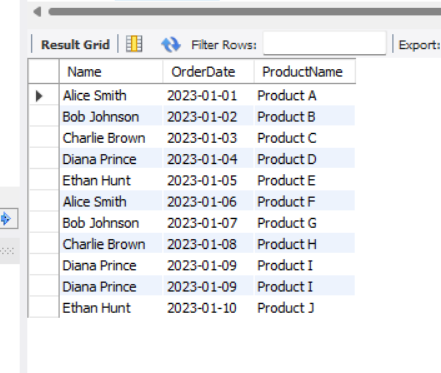 Result Grid Filter Rows: Export:
Name OrderDate ProductName
Alice Smith 2023-01-01 Product A
Bob Johnson 2023-01-02 Product B
Charlie Brown 2023-01-03 Product C
Diana Prince 2023-01-04 Product D
Ethan Hunt 2023-01-05 Product E
Alice Smith 2023-01-06 Product F
Bob Johnson 2023-01-07 Product G
Charlie Brown 2023-01-08 Product H
Diana Prince 2023-01-09 Product I
Diana Prince 2023-01-09 Product I
Ethan Hunt 2023-01-10 Product J